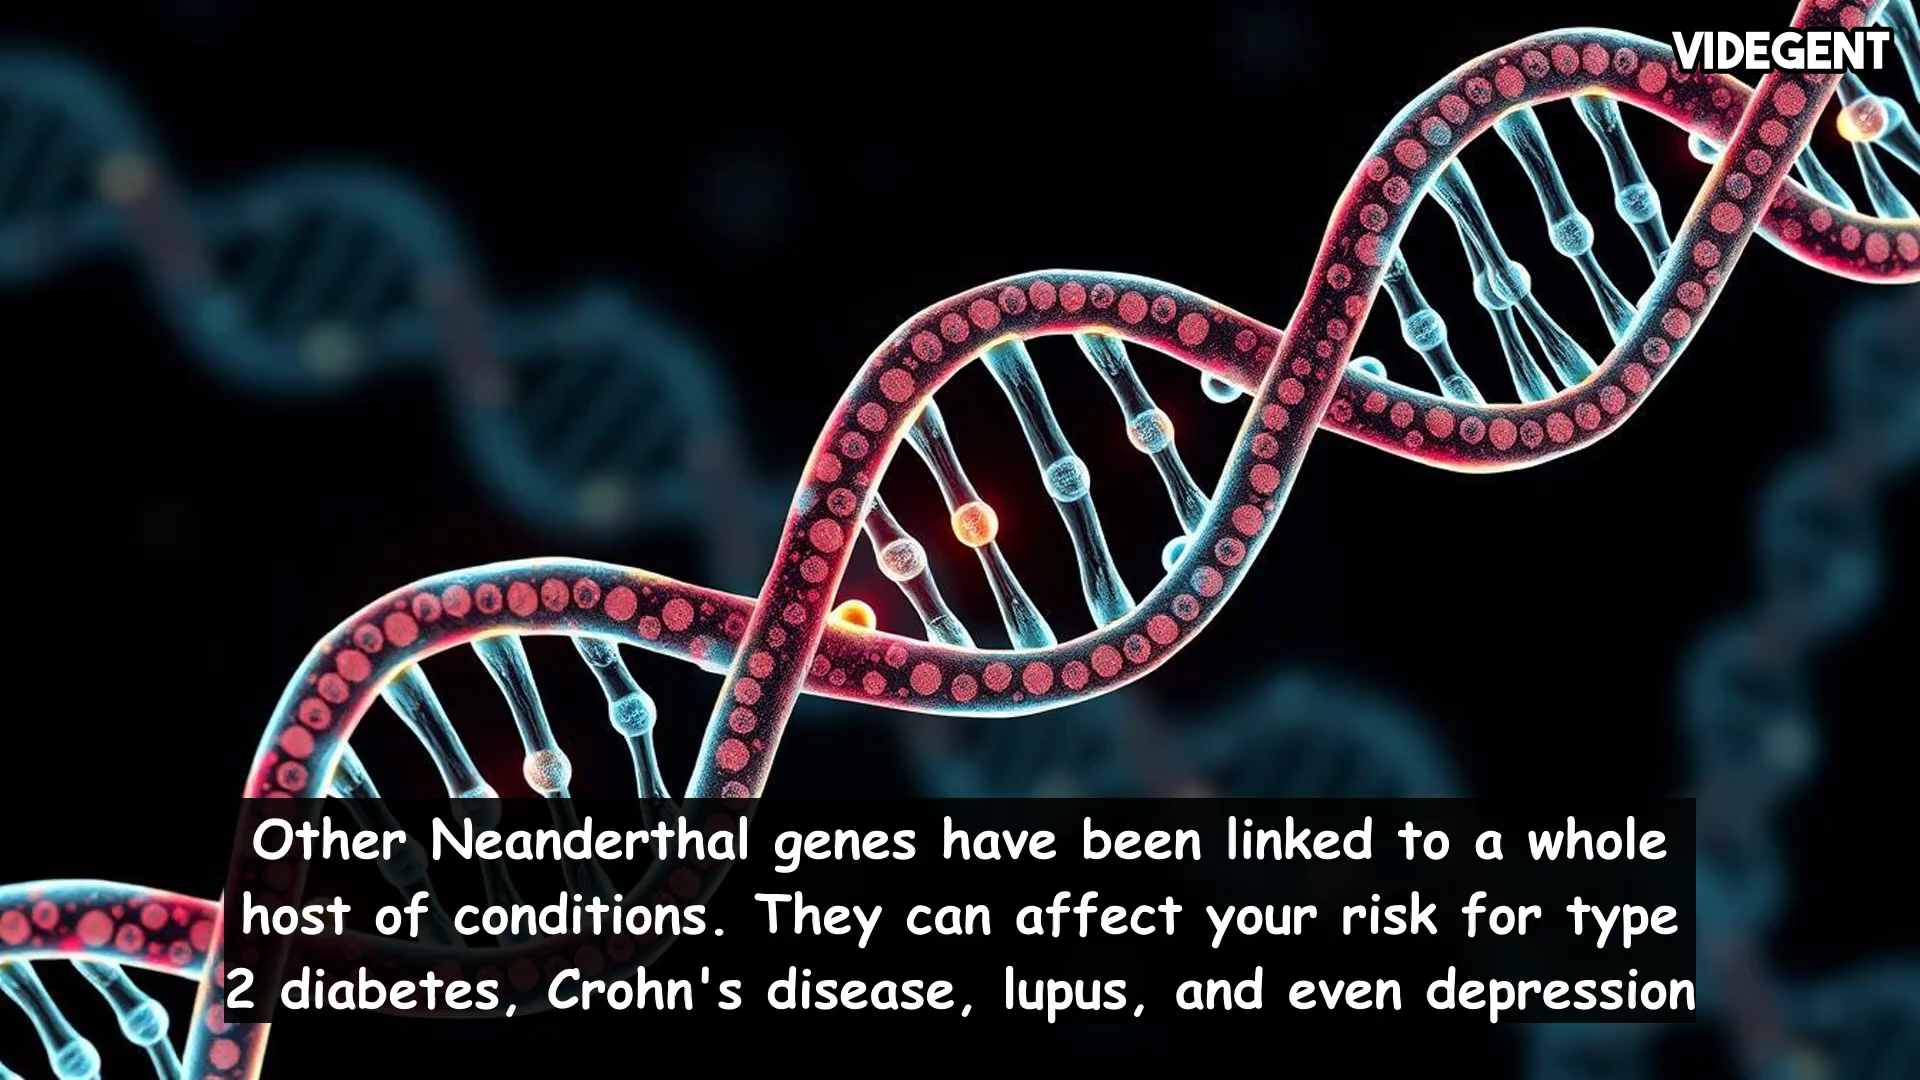 VIDEGENT
Other Neanderthal genes have been linked to a whole
host of conditions. They can affect your risk for type
2 diabetes, Crohn's disease, lupus, and even depression